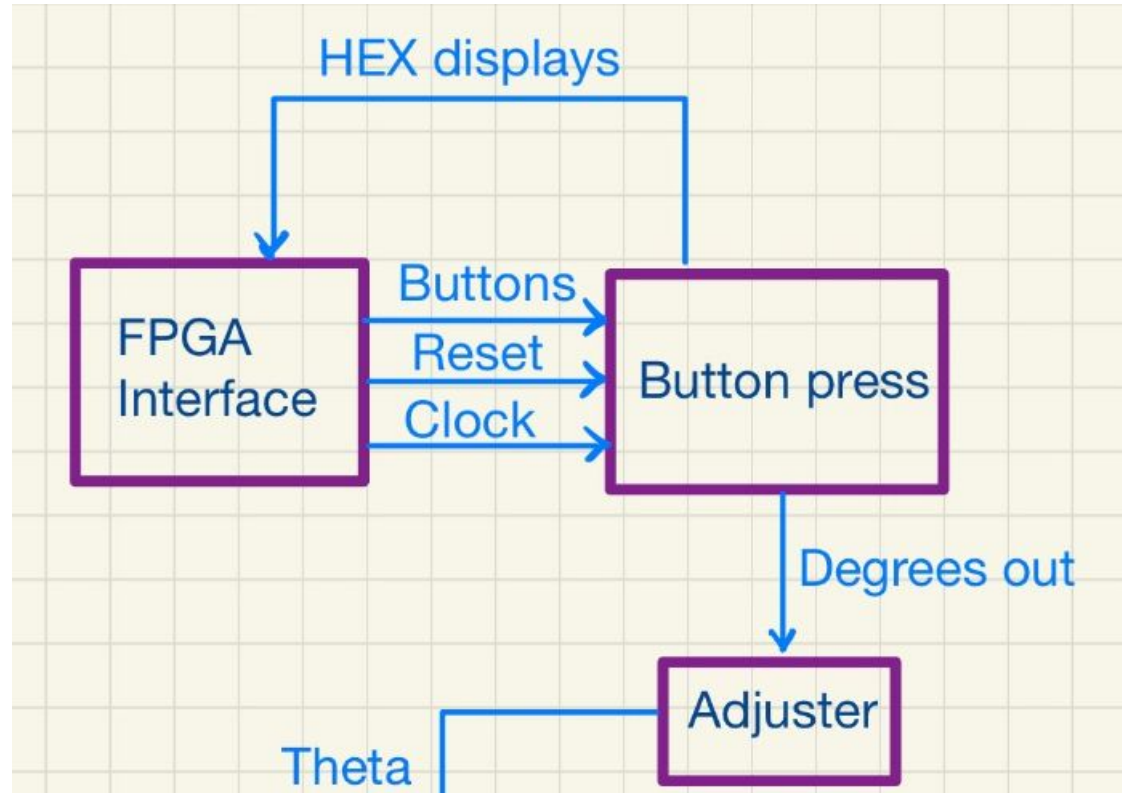 HEX displays
Buttons
FPGA
Interface
Reset
Button press
Clock
Degrees out
Adjuster
Theta